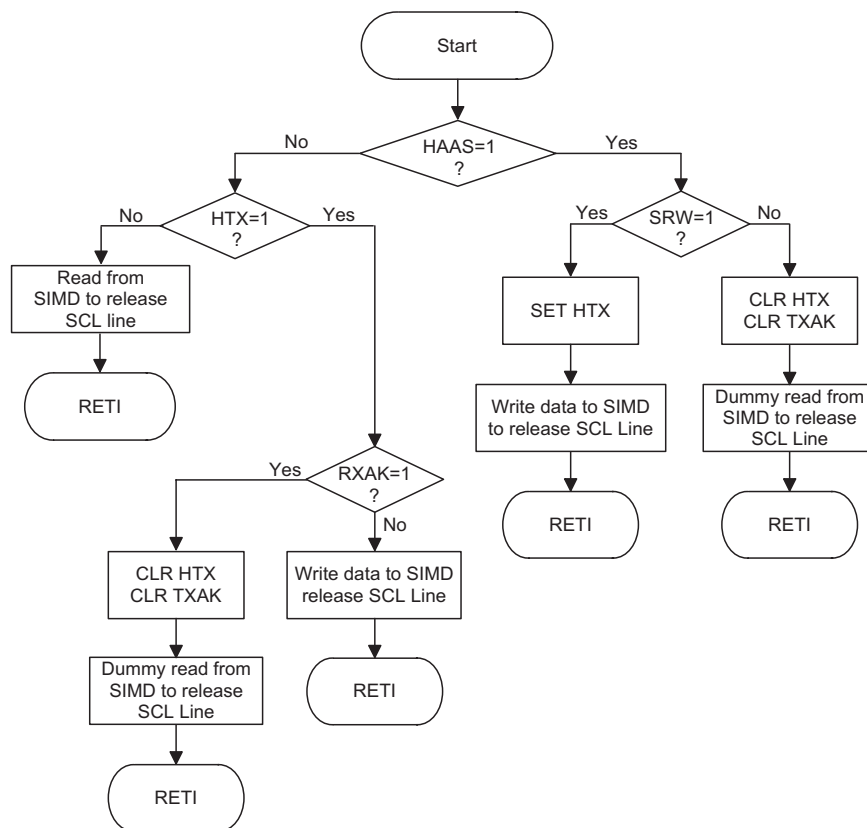 Start
HAAS=1
?
No
Yes
HTX=1
?
No
Yes
SRW=1
?
Yes
No
Read from
SIMD to release
SCL line
RETI
SET HTX
Write data to SIMD
to release SCL Line
RETI
CLR HTX
CLR TXAK
Dummy read from
SIMD to release
SCL Line
RETI
RXAK=1
?
Yes
No
CLR HTX
CLR TXAK
Dummy read from
SIMD to release
SCL Line
RETI
Write data to SIMD
release SCL Line
RETI